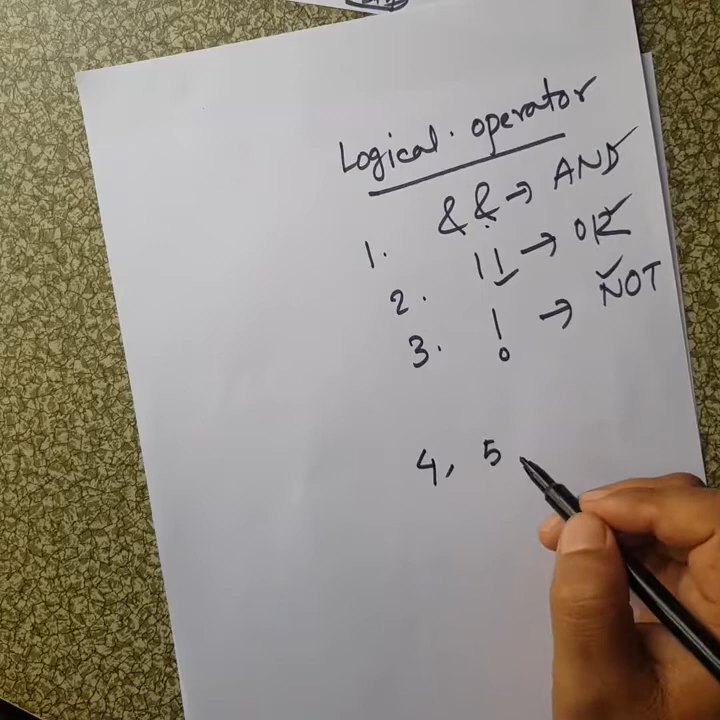 Logical. operator
1. && → AND
2. || → OR
3. ! → NOT
4, 5